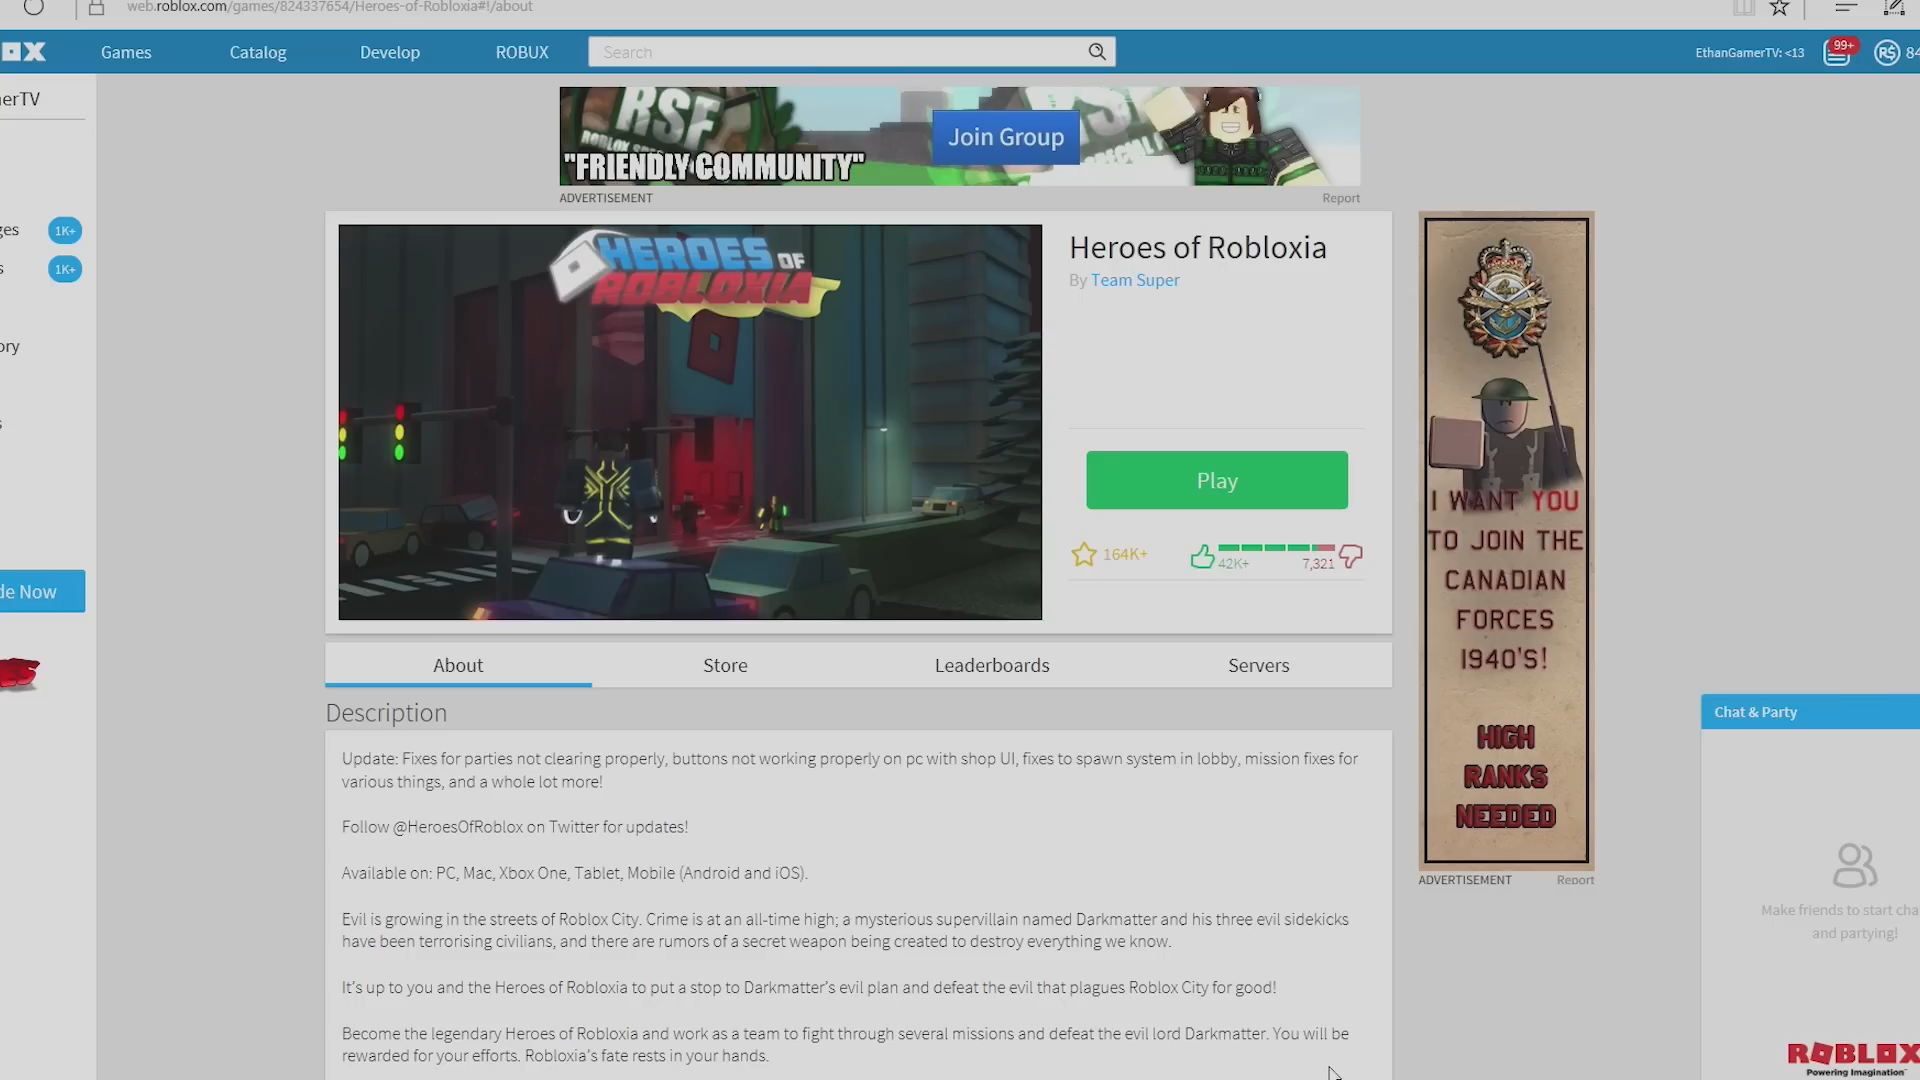 web.roblox.com/games/824337654/Heroes-of-Robloxia#!/about
Games
Catalog
Develop
ROBUX
Search
EthanGamerTV: <13
99+
R$
84
erTV
RSF
"FRIENDLY COMMUNITY"
Join Group
ADVERTISEMENT
Report
ges
1K+
s
1K+
ory
s
de Now
HEROES OF
ROBLOXIA
Heroes of Robloxia
By Team Super
Play
164K+
42K+
7,321
I WANT YOU
TO JOIN THE
CANADIAN
FORCES
1940'S!
HIGH
RANKS
NEEDED
ADVERTISEMENT
Report
About
Store
Leaderboards
Servers
Description
Update: Fixes for parties not clearing properly, buttons not working properly on pc with shop UI, fixes to spawn system in lobby, mission fixes for
various things, and a whole lot more!
Follow @HeroesOfRoblox on Twitter for updates!
Available on: PC, Mac, Xbox One, Tablet, Mobile (Android and iOS).
Evil is growing in the streets of Roblox City. Crime is at an all-time high; a mysterious supervillain named Darkmatter and his three evil sidekicks
have been terrorising civilians, and there are rumors of a secret weapon being created to destroy everything we know.
It's up to you and the Heroes of Robloxia to put a stop to Darkmatter's evil plan and defeat the evil that plagues Roblox City for good!
Become the legendary Heroes of Robloxia and work as a team to fight through several missions and defeat the evil lord Darkmatter. You will be
rewarded for your efforts. Robloxia's fate rests in your hands.
Chat & Party
Make friends to start cha
and partying!
ROBLOX
Powering Imagination